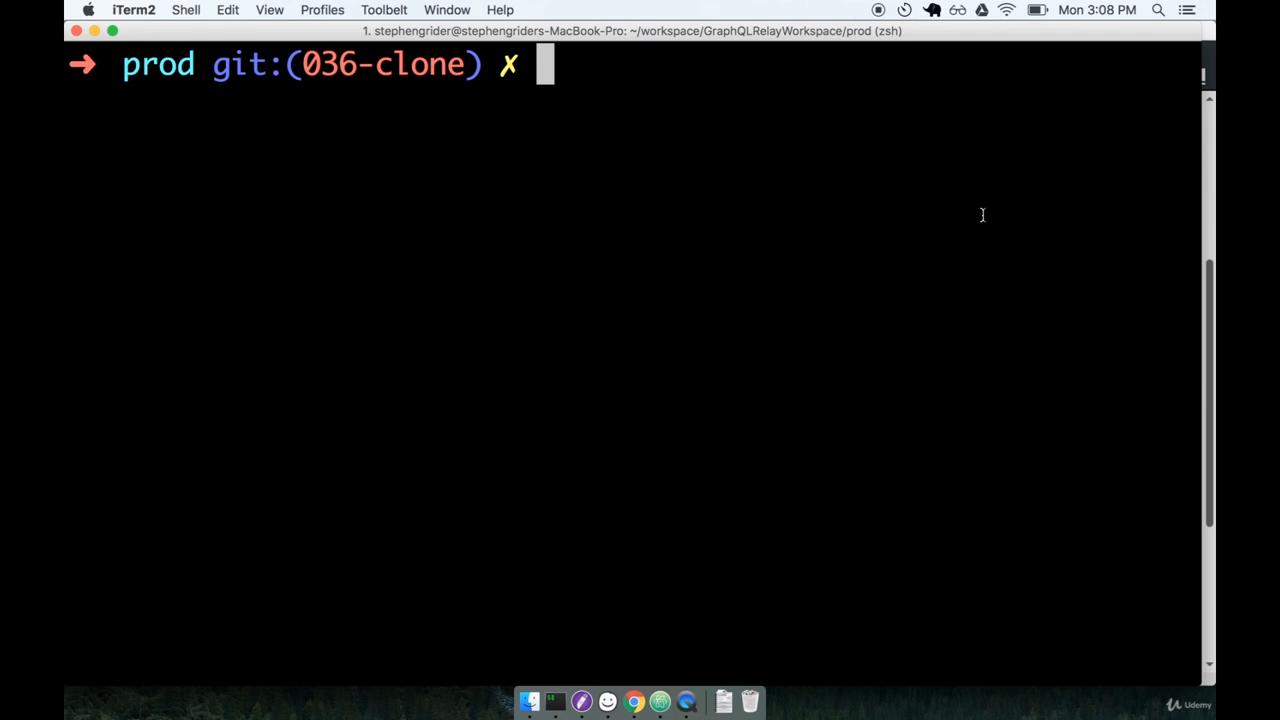 iTerm2 Shell Edit View Profiles Toolbelt Window Help Mon 3:08 PM
1. stephengrider@stephengriders-MacBook-Pro: ~/workspace/GraphQLRelayWorkspace/prod (zsh)
➜ prod git:(036-clone) ✗
Udemy